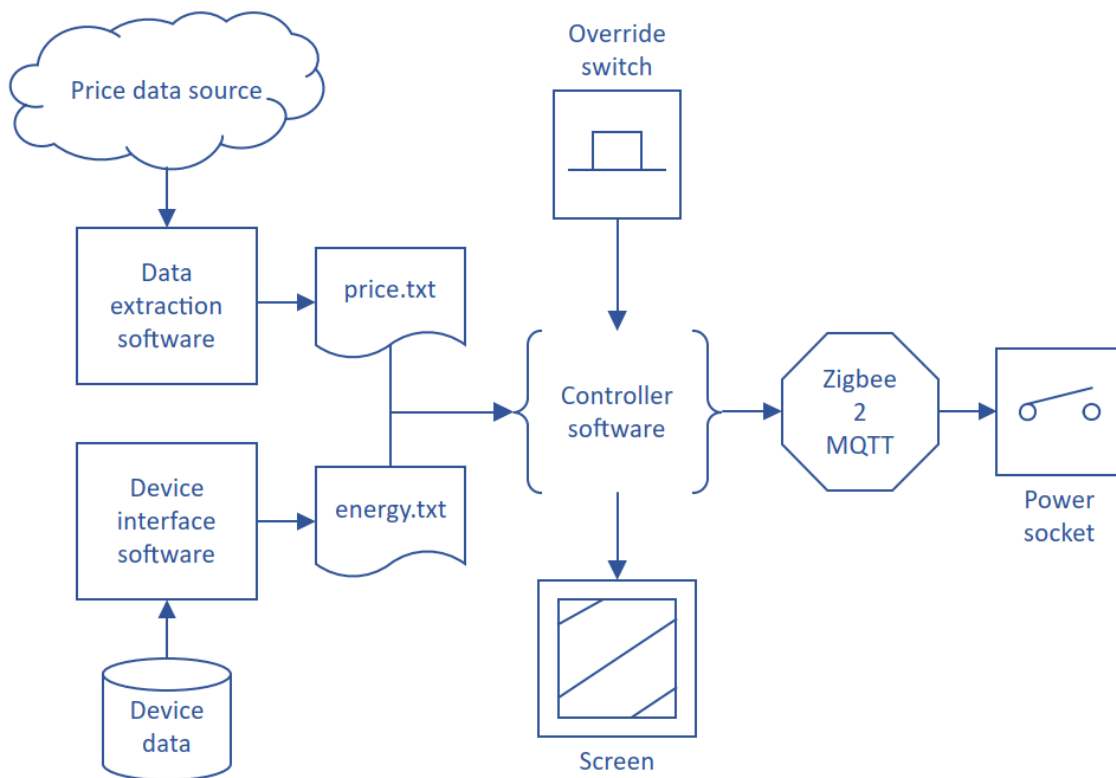 Price data source
Override
switch
Data
extraction
software
price.txt
Controller
software
Zigbee
2
MQTT
Power
socket
Device
interface
software
energy.txt
Device
data
Screen